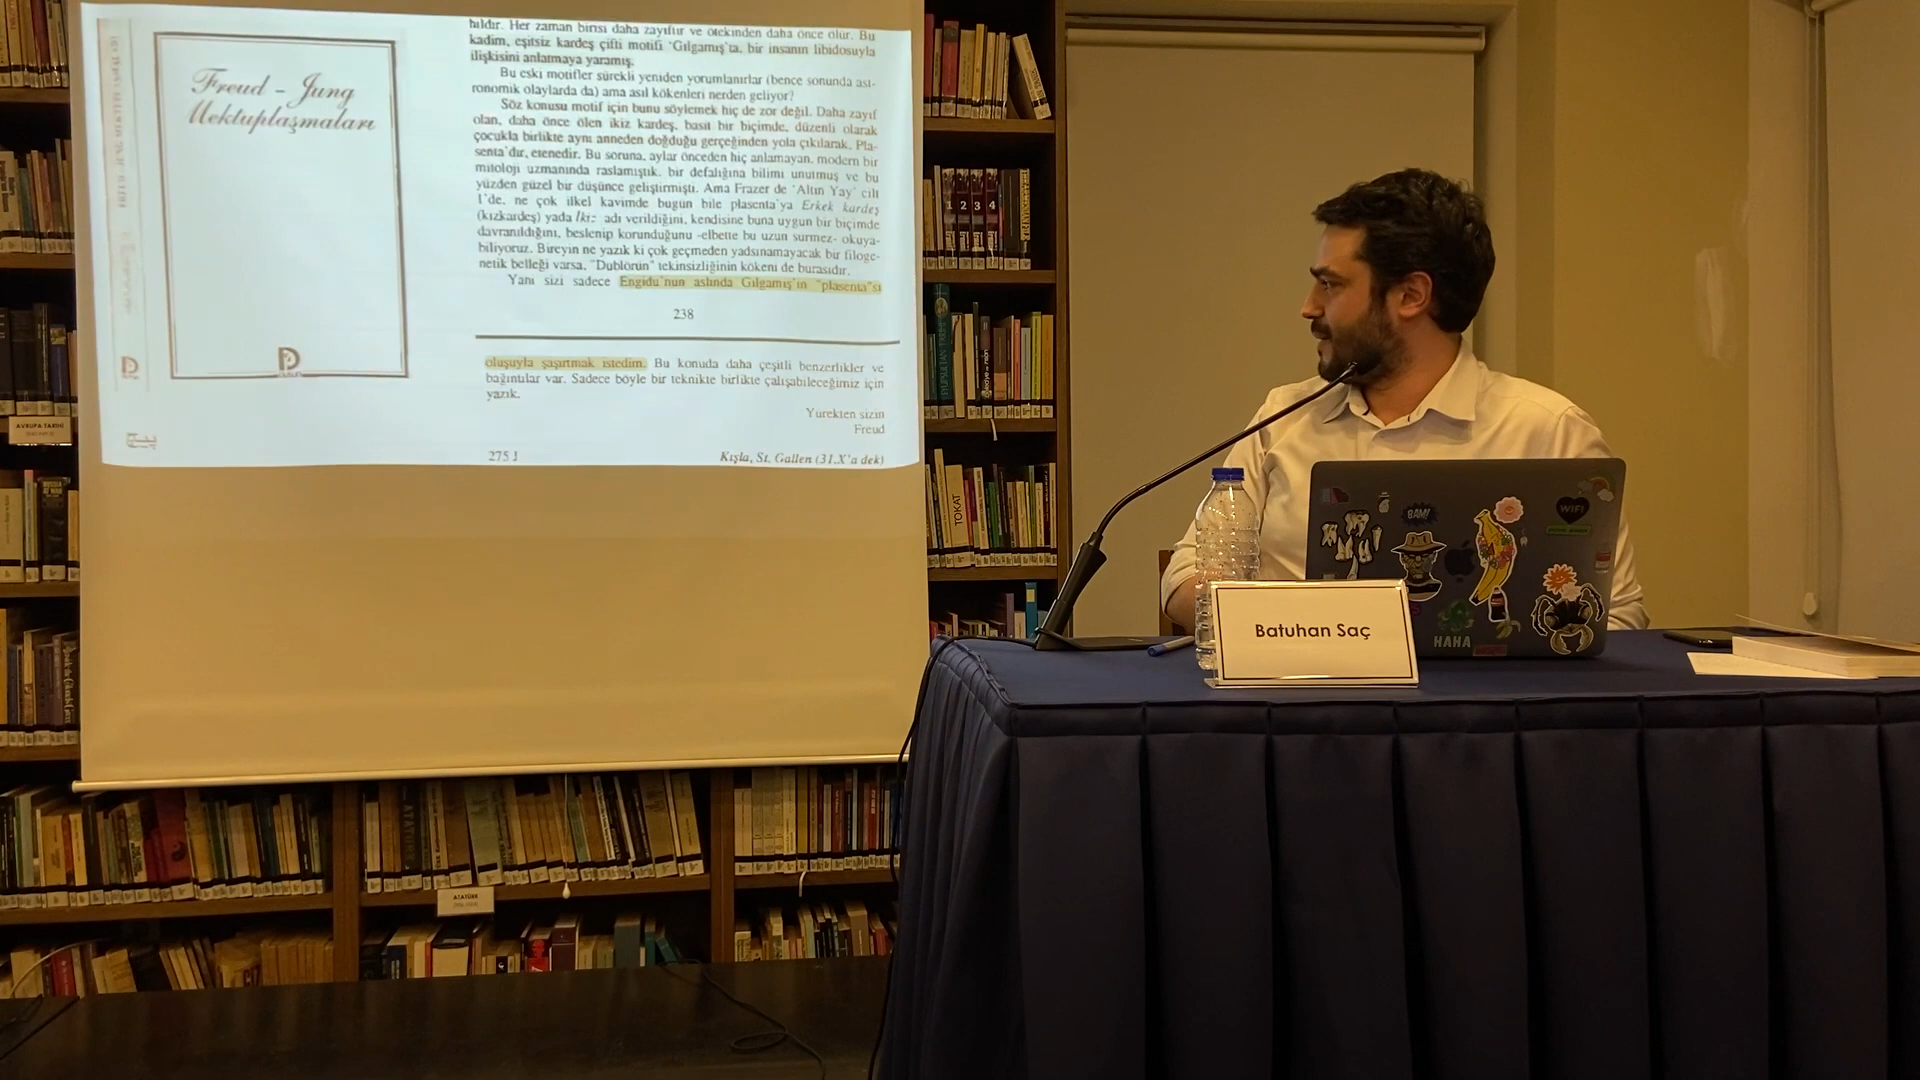 Freud - Jung
Mektuplaşmaları
hıldır. Her zaman birisi daha zayıftır ve ötekinden daha önce ölür. Bu
kadim, eşitsiz kardeş çifti motifi 'Gılgamış'ta, bir insanın libidosuyla
ilişkisini anlatmaya yaramış.
Bu eski motifler sürekli yeniden yorumlanırlar (bence sonunda ast-
ronomik olaylarda da) ama asıl kökenleri nerden geliyor?
Söz konusu motif için bunu söylemek hiç de zor değil. Daha zayıf
olan, daha önce ölen ikiz kardeş, basit bir biçimde, düzenli olarak
çocukla birlikte aynı anneden doğduğu gerçeğinden yola çıkılarak, Pla-
senta'dır, etenedir. Bu soruna, aylar önceden hiç anlamayan, modern bir
mitoloji uzmanında raslamıştık, bir defalığına bilimi unutmuş ve bu
yüzden güzel bir düşünce geliştirmişti. Ama Frazer de 'Altın Yay' cilt
I'de, ne çok ilkel kavimde bugün bile plasenta'ya Erkek kardeş
(kızkardeş) yada İkiz adı verildiğini, kendisine buna uygun bir biçimde
davranıldığını, beslenip korunduğunu -elbette bu uzun sürmez- okuya-
biliyoruz. Bireyin ne yazık ki çok geçmeden yadsınamayacak bir filoge-
netik belleği varsa, "Dublörün" tekinsizliğinin kökeni de burasıdır.
Yani sizi sadece Engidu'nun aslında Gılgamış'ın "plasenta"sı
238
oluşuyla şaşırtmak istedim. Bu konuda daha çeşitli benzerlikler ve
bağıntılar var. Sadece böyle bir teknikte birlikte çalışabileceğimiz için
yazık.
Yürekten sizin
Freud
275 J
Kışla, St. Gallen (31.X'a dek)
AVRUPA TARİHİ
ATATÜRK
TOKAT
1 2 3 4
BAM!
WIFI
HAHA
Batuhan Saç